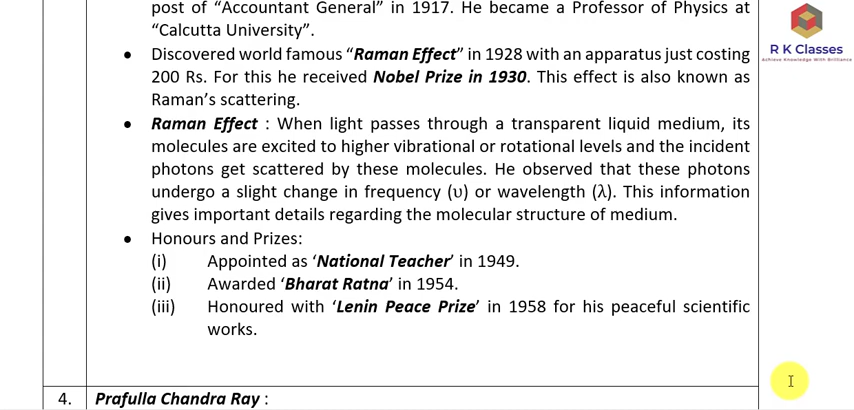 post of “Accountant General” in 1917. He became a Professor of Physics at
“Calcutta University”.
• Discovered world famous “Raman Effect” in 1928 with an apparatus just costing
200 Rs. For this he received Nobel Prize in 1930. This effect is also known as
Raman’s scattering.
• Raman Effect : When light passes through a transparent liquid medium, its
molecules are excited to higher vibrational or rotational levels and the incident
photons get scattered by these molecules. He observed that these photons
undergo a slight change in frequency (υ) or wavelength (λ). This information
gives important details regarding the molecular structure of medium.
• Honours and Prizes:
(i) Appointed as ‘National Teacher’ in 1949.
(ii) Awarded ‘Bharat Ratna’ in 1954.
(iii) Honoured with ‘Lenin Peace Prize’ in 1958 for his peaceful scientific
works.
4. Prafulla Chandra Ray :
R K Classes
Achieve Knowledge With Brilliance